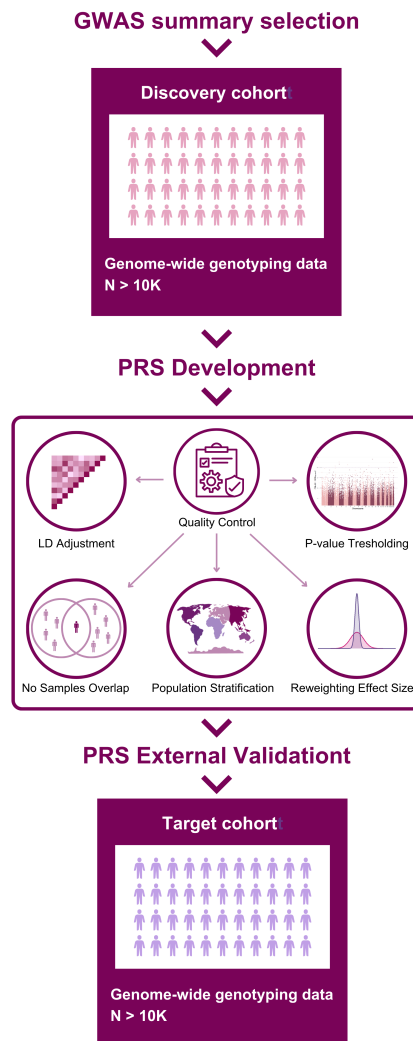 GWAS summary selection
Discovery cohortt
Genome-wide genotyping data
N > 10K
PRS Development
Quality Control
LD Adjustment
P-value Tresholding
No Samples Overlap
Population Stratification
Reweighting Effect Size
PRS External Validationt
Target cohortt
Genome-wide genotyping data
N > 10K